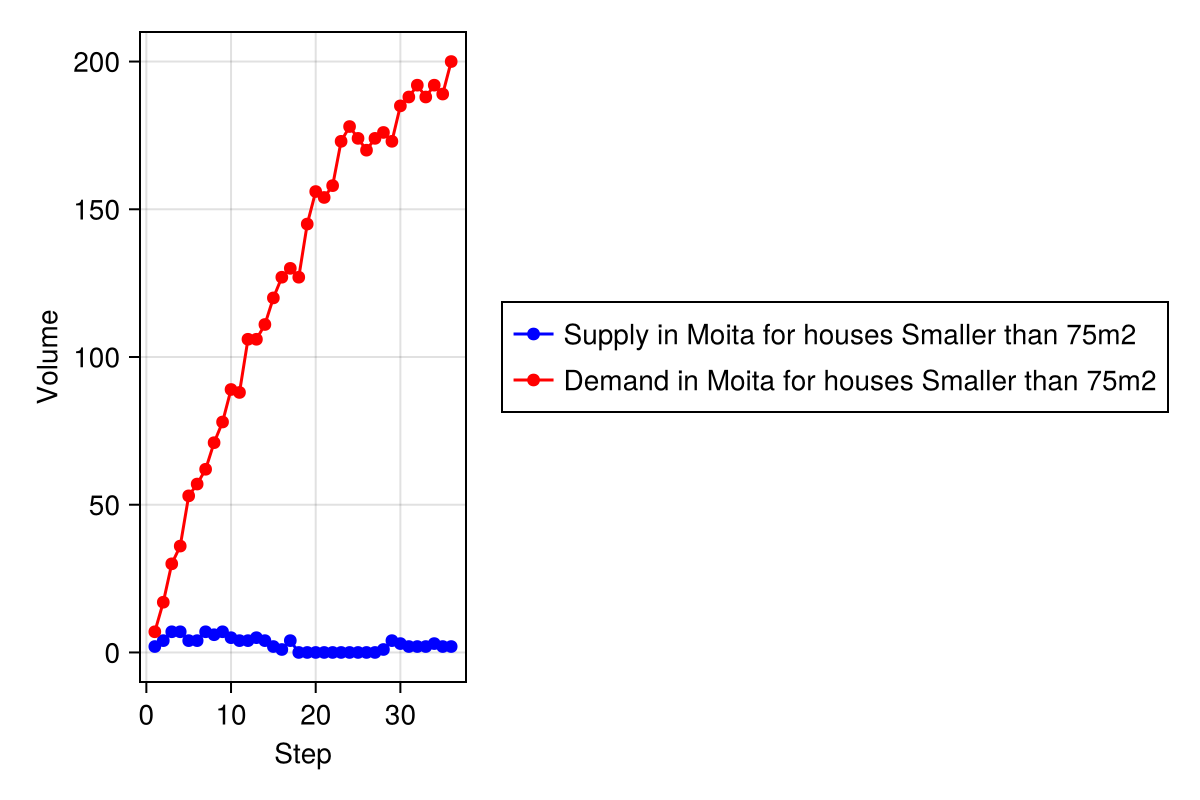 200
150
100
50
0
Volume
0 10 20 30
Step
Supply in Moita for houses Smaller than 75m2
Demand in Moita for houses Smaller than 75m2